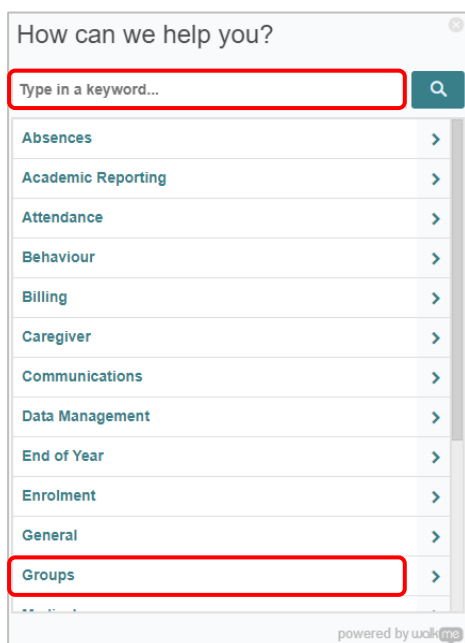 How can we help you?
Type in a keyword...
Absences
Academic Reporting
Attendance
Behaviour
Billing
Caregiver
Communications
Data Management
End of Year
Enrolment
General
Groups
powered by walkme